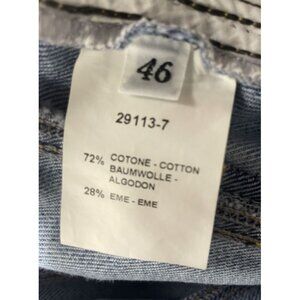 46
29113-7
72% COTONE - COTTON
BAUMWOLLE -
ALGODON
28% EME - EME